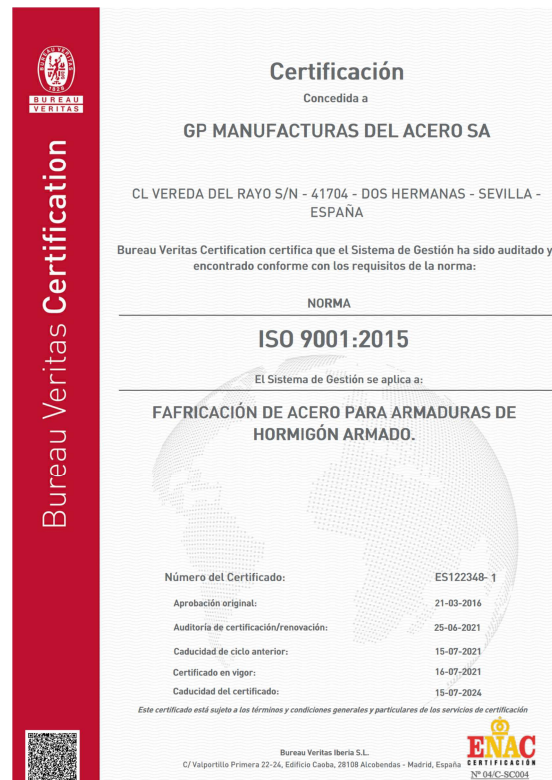 BUREAU VERITAS
1828
BUREAU
VERITAS
Bureau Veritas Certification
Certificación
Concedida a
GP MANUFACTURAS DEL ACERO SA
CL VEREDA DEL RAYO S/N - 41704 - DOS HERMANAS - SEVILLA -
ESPAÑA
Bureau Veritas Certification certifica que el Sistema de Gestión ha sido auditado y
encontrado conforme con los requisitos de la norma:
NORMA
ISO 9001:2015
El Sistema de Gestión se aplica a:
FAFRICACIÓN DE ACERO PARA ARMADURAS DE
HORMIGÓN ARMADO.
Número del Certificado: ES122348- 1
Aprobación original: 21-03-2016
Auditoría de certificación/renovación: 25-06-2021
Caducidad de ciclo anterior: 15-07-2021
Certificado en vigor: 16-07-2021
Caducidad del certificado: 15-07-2024
Este certificado está sujeto a los términos y condiciones generales y particulares de los servicios de certificación
Bureau Veritas Iberia S.L.
C/ Valportillo Primera 22-24, Edificio Caoba, 28108 Alcobendas - Madrid, España
ENAC
CERTIFICACIÓN
Nº 04/C-SC004